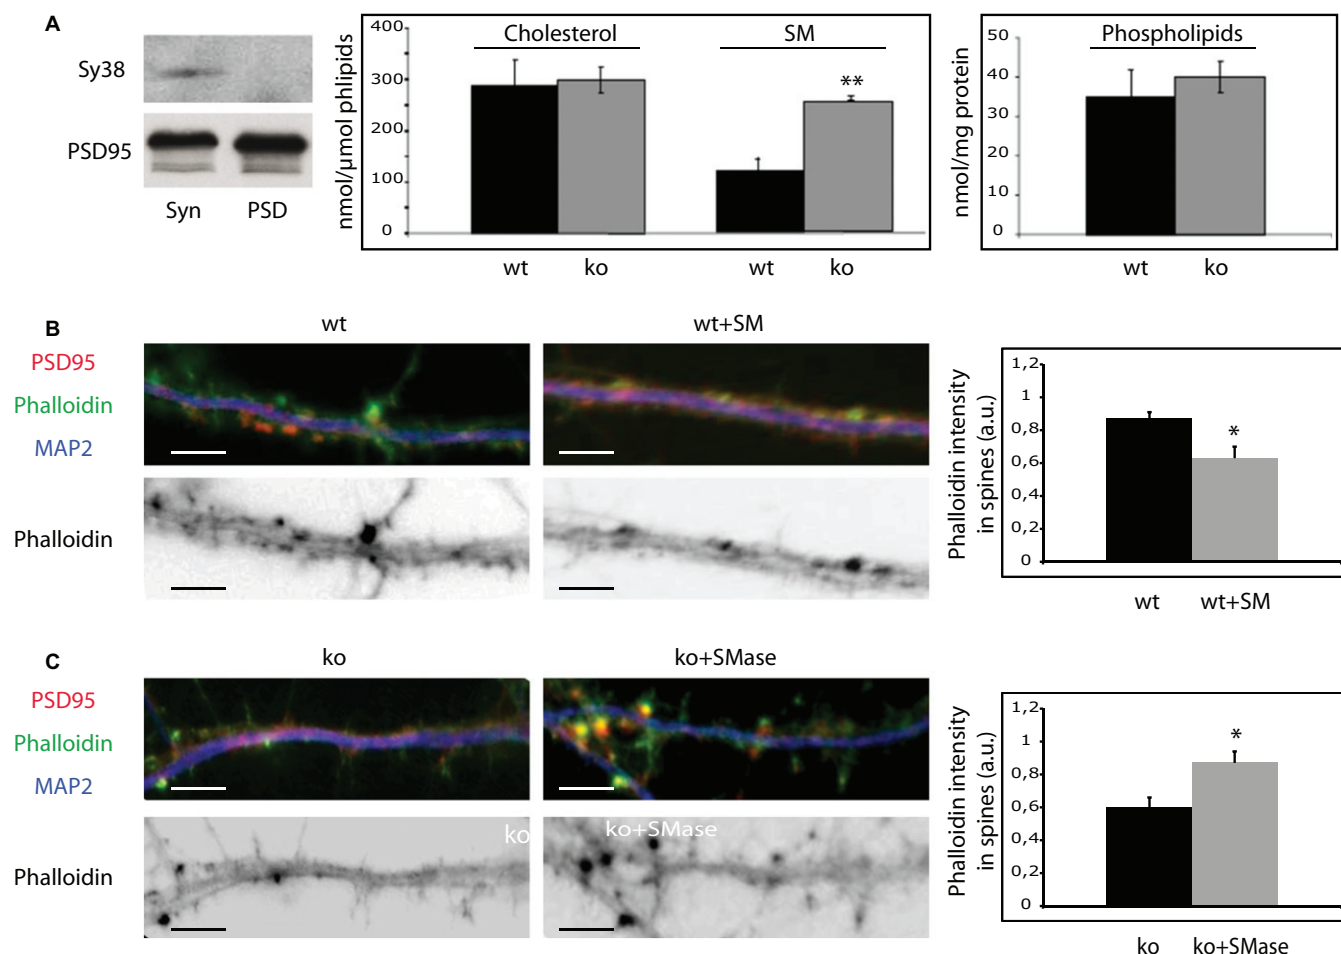 A
Sy38
PSD95
Syn PSD
nmol/μmol phlipids
400
300
200
100
0
Cholesterol
SM
**
wt ko wt ko
nmol/mg protein
50
40
30
20
10
0
Phospholipids
wt ko
B
wt
wt+SM
PSD95
Phalloidin
MAP2
Phalloidin
Phalloidin intensity
in spines (a.u.)
1,2
1
0,8
0,6
0,4
0,2
0
*
wt wt+SM
C
ko
ko+SMase
PSD95
Phalloidin
MAP2
Phalloidin
ko
ko+SMase
Phalloidin intensity
in spines (a.u.)
1,2
1
0,8
0,6
0,4
0,2
0
*
ko ko+SMase